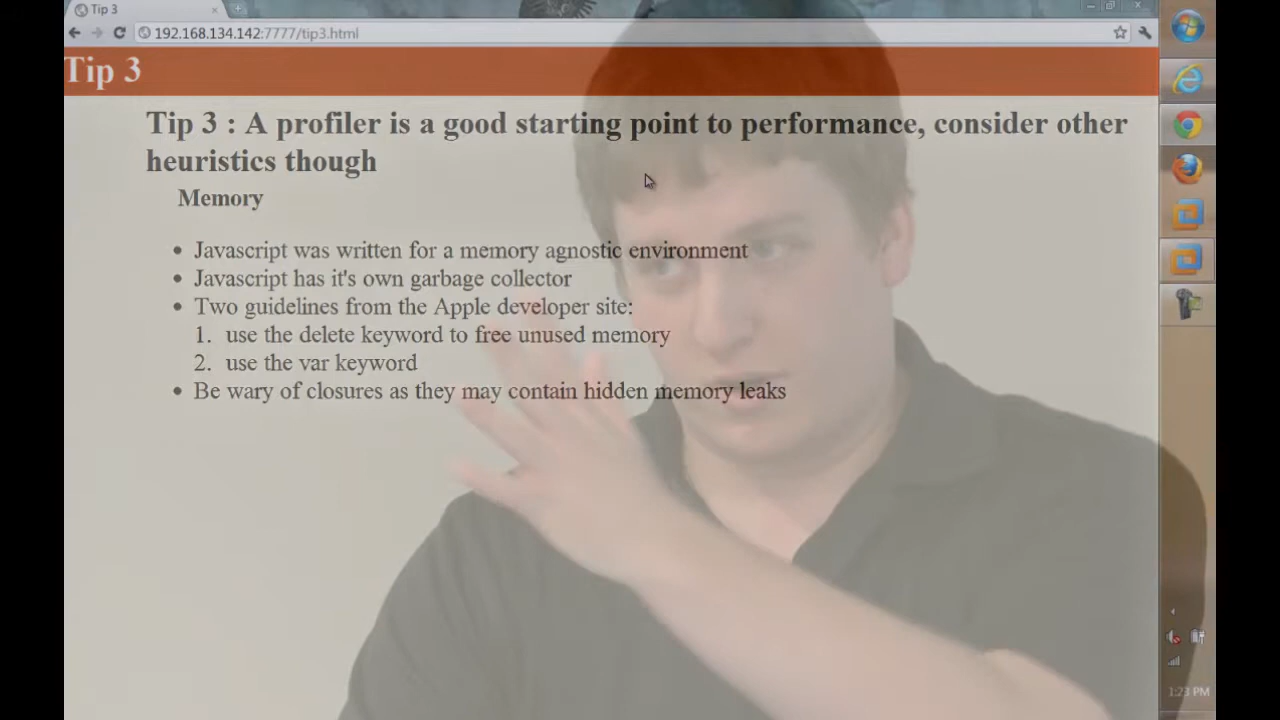 Tip 3
192.168.134.142:7777/tip3.html
Tip 3
Tip 3 : A profiler is a good starting point to performance, consider other
heuristics though
Memory
• Javascript was written for a memory agnostic environment
• Javascript has it's own garbage collector
• Two guidelines from the Apple developer site:
1. use the delete keyword to free unused memory
2. use the var keyword
• Be wary of closures as they may contain hidden memory leaks
1:23 PM